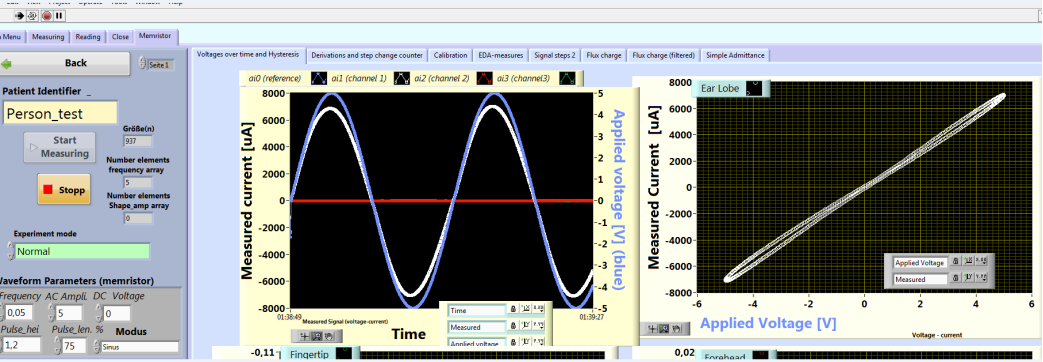 Menu Measuring Reading Close Memristor
Back
Seite 1
Patient Identifier _
Person_test
Start
Measuring
Größe(n)
937
Number elements
frequency array
5
Stopp
Number elements
Shape_amp array
0
Experiment mode
Normal
Waveform Parameters (memristor)
Frequency AC Ampli. DC Voltage
0,05 5 0
Pulse_hei Pulse_len. % Modus
1,2 75 Sinus
Voltages over time and Hysteresis Derivations and step change counter Calibration EDA-measures Signal steps 2 Flux charge Flux charge (filtered) Simple Admittance
ai0 (reference) ai1 (channel 1) ai2 (channel 2) ai3 (channel3)
Measured current [uA]
8000
6000
4000
2000
0
-2000
-4000
-6000
-8000
5
4
3
2
1
0
-1
-2
-3
-4
-5
Applied voltage [V] (blue)
01:38:49 01:39:27
Measured Signal (voltage-current)
Time
Time
Measured
Applied voltage
Ear Lobe
Measured Current [uA]
8000
6000
4000
2000
0
-2000
-4000
-6000
-8000
-6 -4 -2 0 2 4 6
Applied Voltage
Measured
Applied Voltage [V]
Voltage - current
-0,11
Fingertip
0,02
Forehead